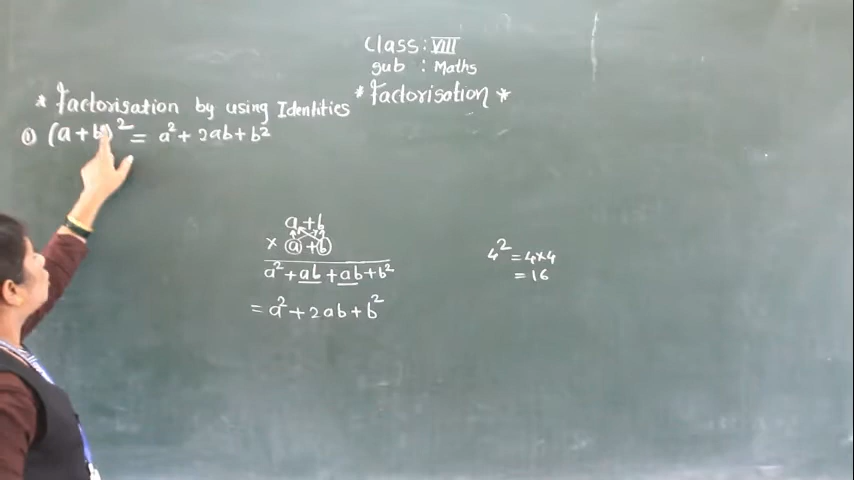 Class: VIII
Sub : Maths
* Factorisation *
* Factorisation by using Identities
① (a+b)² = a²+2ab+b²
a+b
× a+b
a²+ab+ab+b²
= a²+2ab+b²
4² = 4×4
= 16